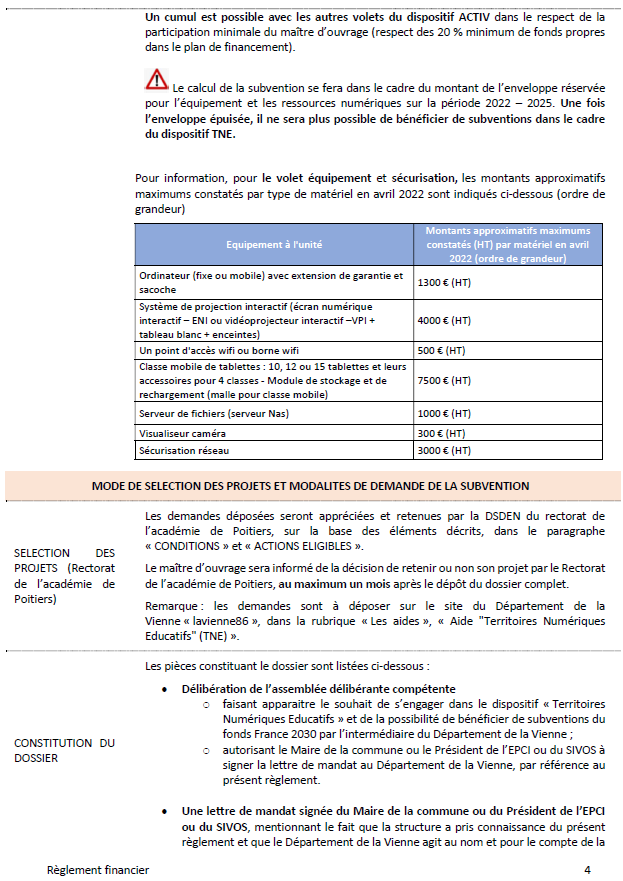 Un cumul est possible avec les autres volets du dispositif ACTIV dans le respect de la
participation minimale du maître d'ouvrage (respect des 20 % minimum de fonds propres
dans le plan de financement).
Le calcul de la subvention se fera dans le cadre du montant de l'enveloppe réservée
pour l'équipement et les ressources numériques sur la période 2022 – 2025. Une fois
l'enveloppe épuisée, il ne sera plus possible de bénéficier de subventions dans le cadre
du dispositif TNE.
Pour information, pour le volet équipement et sécurisation, les montants approximatifs
maximums constatés par type de matériel en avril 2022 sont indiqués ci-dessous (ordre de
grandeur)
Equipement à l'unité
Montants approximatifs maximums
constatés (HT) par matériel en avril
2022 (ordre de grandeur)
Ordinateur (fixe ou mobile) avec extension de garantie et
sacoche
1300 € (HT)
Système de projection interactif (écran numérique
interactif – ENI ou vidéoprojecteur interactif –VPI +
tableau blanc + enceintes)
4000 € (HT)
Un point d'accès wifi ou borne wifi
500 € (HT)
Classe mobile de tablettes : 10, 12 ou 15 tablettes et leurs
accessoires pour 4 classes - Module de stockage et de
rechargement (malle pour classe mobile)
7500 € (HT)
Serveur de fichiers (serveur Nas)
1000 € (HT)
Visualiseur caméra
300 € (HT)
Sécurisation réseau
3000 € (HT)
MODE DE SELECTION DES PROJETS ET MODALITES DE DEMANDE DE LA SUBVENTION
SELECTION DES
PROJETS (Rectorat
de l'académie de
Poitiers)
Les demandes déposées seront appréciées et retenues par la DSDEN du rectorat de
l'académie de Poitiers, sur la base des éléments décrits, dans le paragraphe
« CONDITIONS » et « ACTIONS ELIGIBLES ».
Le maître d'ouvrage sera informé de la décision de retenir ou non son projet par le Rectorat
de l'académie de Poitiers, au maximum un mois après le dépôt du dossier complet.
Remarque : les demandes sont à déposer sur le site du Département de la
Vienne « lavienne86 », dans la rubrique « Les aides », « Aide "Territoires Numériques
Educatifs" (TNE) ».
CONSTITUTION DU
DOSSIER
Les pièces constituant le dossier sont listées ci-dessous :
• Délibération de l'assemblée délibérante compétente
o faisant apparaitre le souhait de s'engager dans le dispositif « Territoires
Numériques Educatifs » et de la possibilité de bénéficier de subventions du
fonds France 2030 par l'intermédiaire du Département de la Vienne ;
o autorisant le Maire de la commune ou le Président de l'EPCI ou du SIVOS à
signer la lettre de mandat au Département de la Vienne, par référence au
présent règlement.
• Une lettre de mandat signée du Maire de la commune ou du Président de l'EPCI
ou du SIVOS, mentionnant le fait que la structure a pris connaissance du présent
règlement et que le Département de la Vienne agit au nom et pour le compte de la
Règlement financier
4